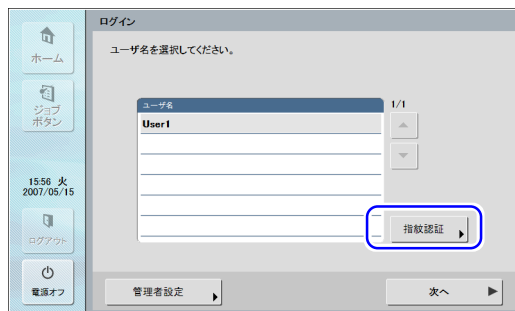 ログイン
ホーム
ユーザ名を選択してください。
ジョブ
ボタン
ユーザ名
1/1
User1
15:56 火
2007/05/15
ログアウト
指紋認証
電源オフ
管理者設定
次へ